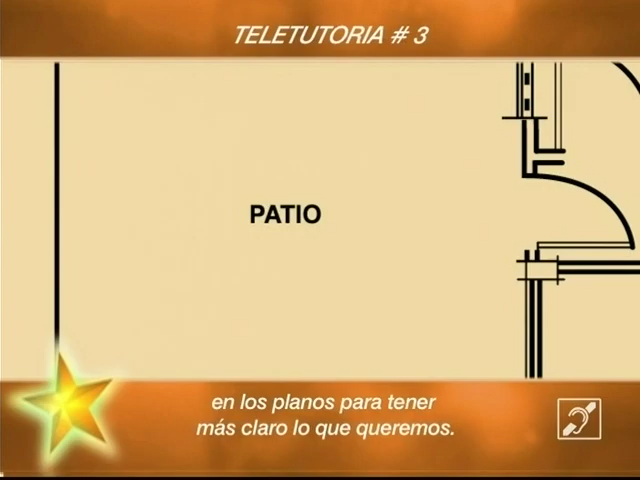 TELETUTORIA # 3
PATIO
en los planos para tener
más claro lo que queremos.